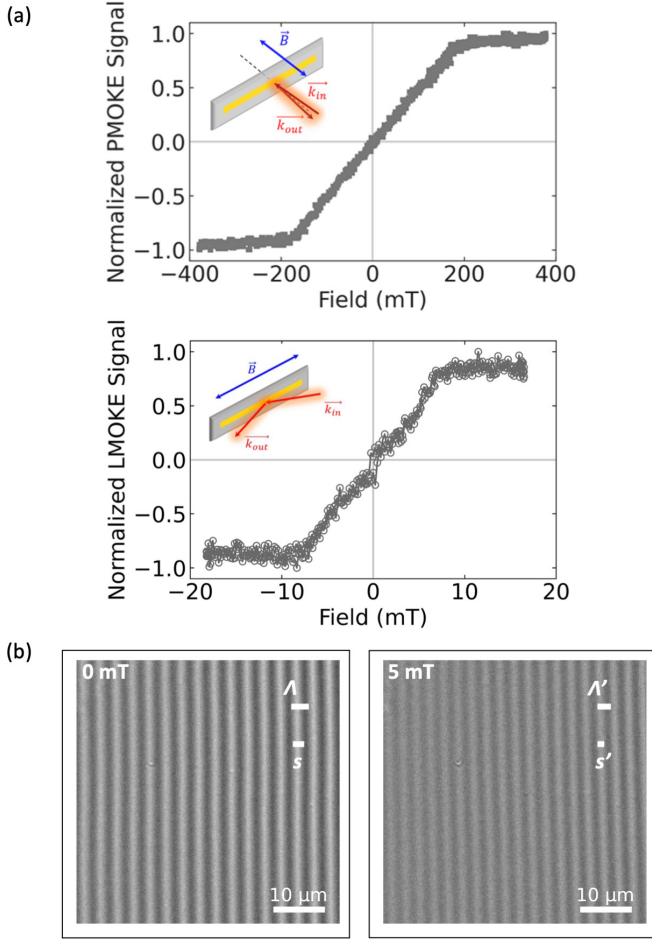 (a)
Normalized PMOKE Signal
1.0
0.5
0.0
−0.5
−1.0
B
k_in
k_out
−400 −200 0 200 400
Field (mT)
Normalized LMOKE Signal
1.0
0.5
0.0
−0.5
−1.0
B
k_in
k_out
−20 −10 0 10 20
Field (mT)
(b)
0 mT
Λ
s
10 μm
5 mT
Λ’
s’
10 μm